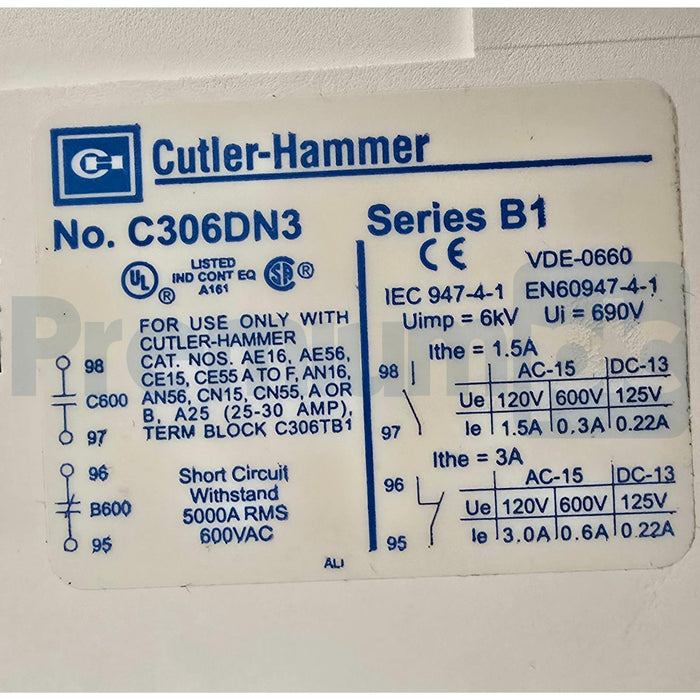 Cutler-Hammer
No. C306DN3
UL ®
LISTED
IND CONT EQ
A161
SA ®
FOR USE ONLY WITH
CUTLER-HAMMER
CAT. NOS. AE16, AE56,
CE15, CE55 A TO F, AN16,
AN56, CN15, CN55, A OR
B, A25 (25-30 AMP),
TERM BLOCK C306TB1
98
C600
97
96
B600
95
Short Circuit
Withstand
5000A RMS
600VAC
ALI
Series B1
CE VDE-0660
IEC 947-4-1 EN60947-4-1
Uimp = 6kV Ui = 690V
Ithe = 1.5A
98 AC-15 DC-13
Ue 120V 600V 125V
97 Ie 1.5A 0.3A 0.22A
Ithe = 3A
96 AC-15 DC-13
Ue 120V 600V 125V
95 Ie 3.0A 0.6A 0.22A